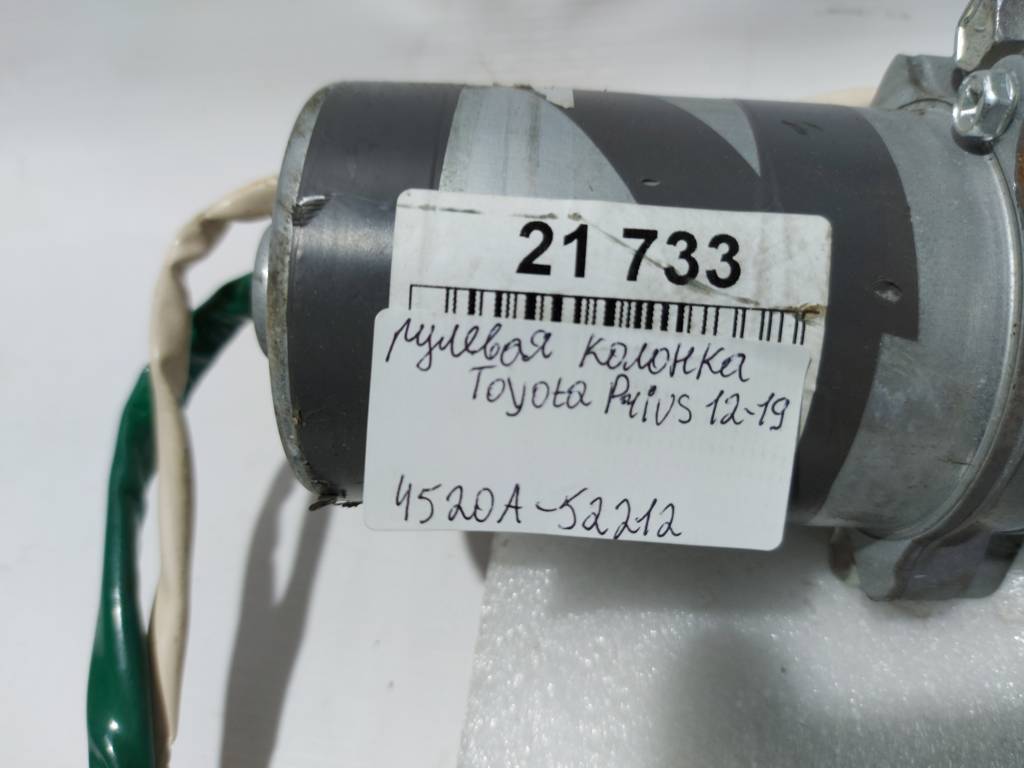 21 733
рулевая колонка
Toyota Prius 12-19
4520A-52212